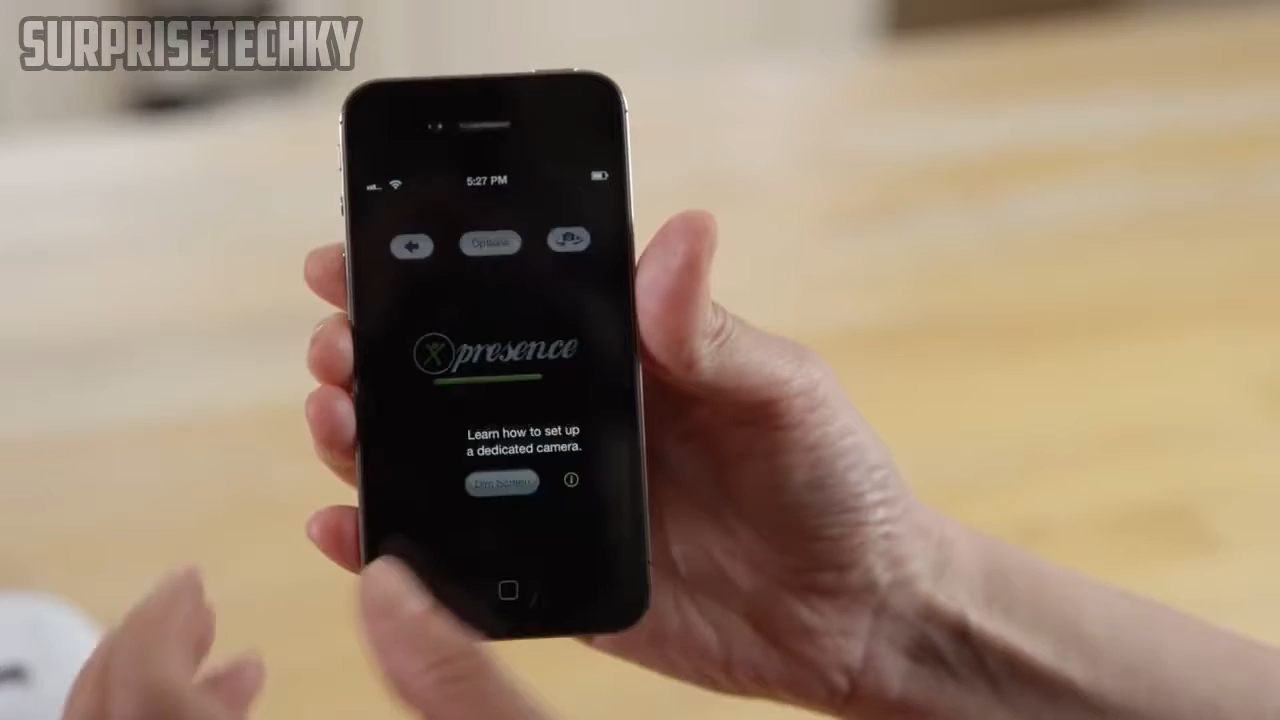 SURPRISETECHKY
5:27 PM
Options
presence
Learn how to set up
a dedicated camera.
Dim Screen